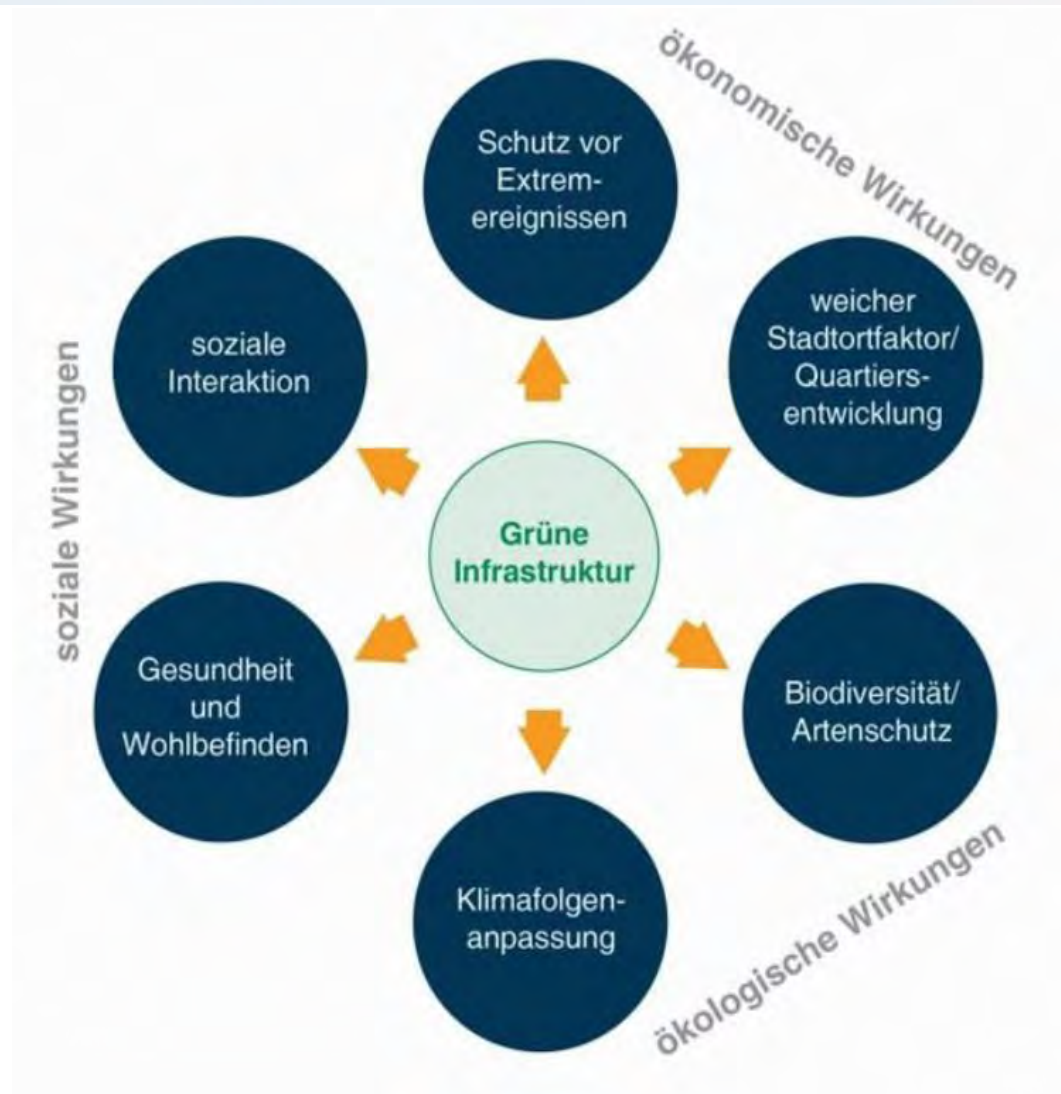 ökonomische Wirkungen
Schutz vor
Extrem-
ereignissen
weicher
Stadtortfaktor/
Quartiers-
entwicklung
soziale
Interaktion
soziale Wirkungen
Grüne
Infrastruktur
Gesundheit
und
Wohlbefinden
Biodiversität/
Artenschutz
Klimafolgen-
anpassung
ökologische Wirkungen